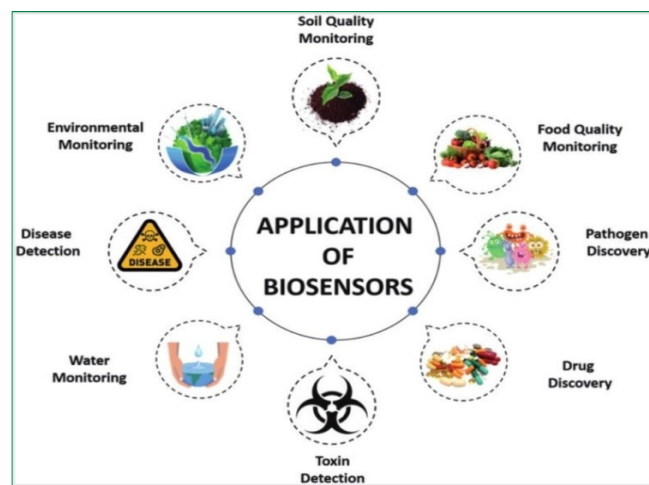 Soil Quality
Monitoring
Environmental
Monitoring
Food Quality
Monitoring
APPLICATION
OF
BIOSENSORS
Disease
Detection
DISEASE
Pathogen
Discovery
Water
Monitoring
Drug
Discovery
Toxin
Detection